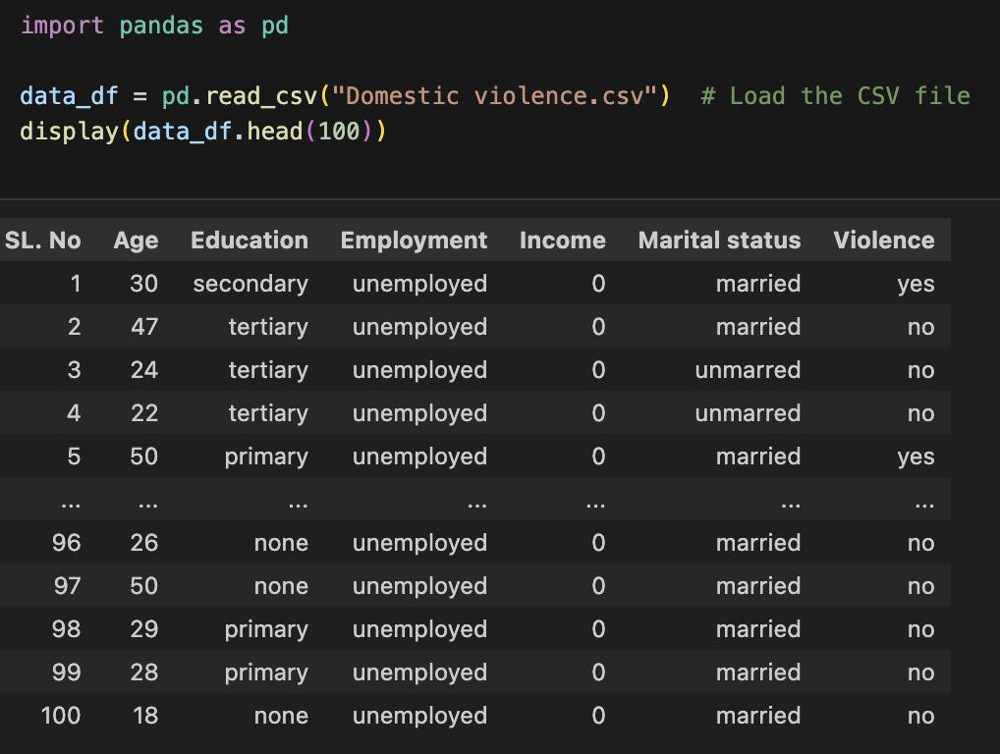 import pandas as pd
data_df = pd.read_csv("Domestic violence.csv")  # Load the CSV file
display(data_df.head(100))
SL. No Age Education Employment Income Marital status Violence
1 30 secondary unemployed 0 married yes
2 47 tertiary unemployed 0 married no
3 24 tertiary unemployed 0 unmarred no
4 22 tertiary unemployed 0 unmarred no
5 50 primary unemployed 0 married yes
... ... ... ... ... ... ...
96 26 none unemployed 0 married no
97 50 none unemployed 0 married no
98 29 primary unemployed 0 married no
99 28 primary unemployed 0 married no
100 18 none unemployed 0 married no